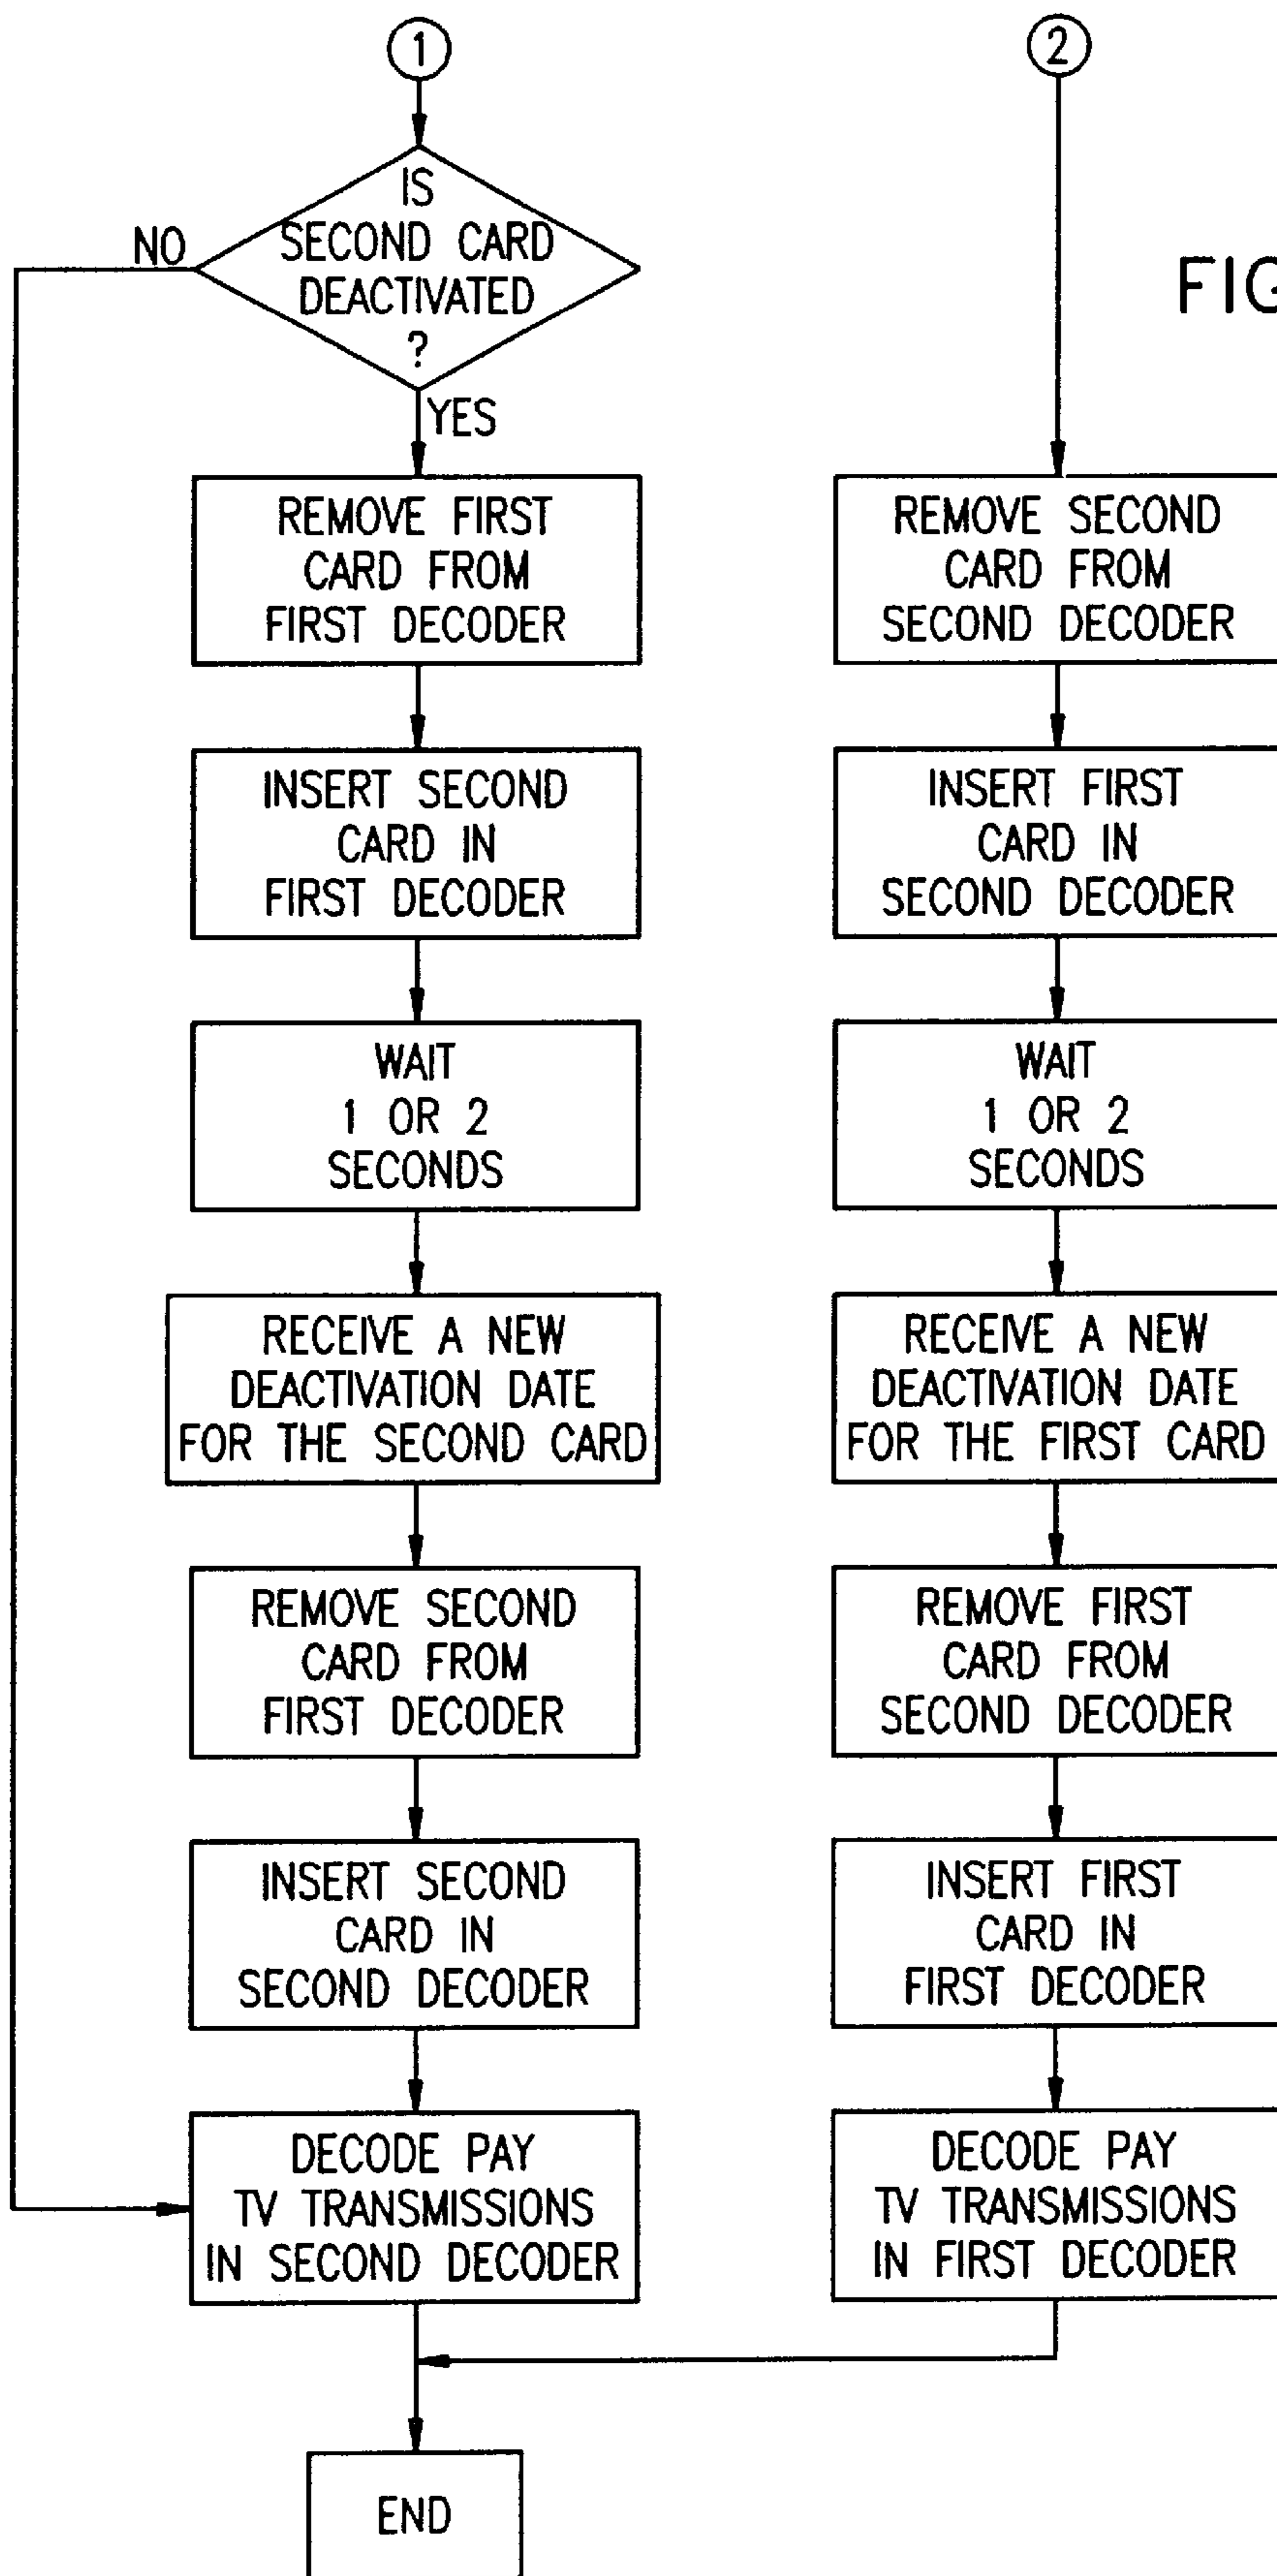 1
IS
SECOND CARD
DEACTIVATED
?
NO
YES
REMOVE FIRST
CARD FROM
FIRST DECODER
INSERT SECOND
CARD IN
FIRST DECODER
WAIT
1 OR 2
SECONDS
RECEIVE A NEW
DEACTIVATION DATE
FOR THE SECOND CARD
REMOVE SECOND
CARD FROM
FIRST DECODER
INSERT SECOND
CARD IN
SECOND DECODER
DECODE PAY
TV TRANSMISSIONS
IN SECOND DECODER
END
2
FIG
REMOVE SECOND
CARD FROM
SECOND DECODER
INSERT FIRST
CARD IN
SECOND DECODER
WAIT
1 OR 2
SECONDS
RECEIVE A NEW
DEACTIVATION DATE
FOR THE FIRST CARD
REMOVE FIRST
CARD FROM
SECOND DECODER
INSERT FIRST
CARD IN
FIRST DECODER
DECODE PAY
TV TRANSMISSIONS
IN FIRST DECODER